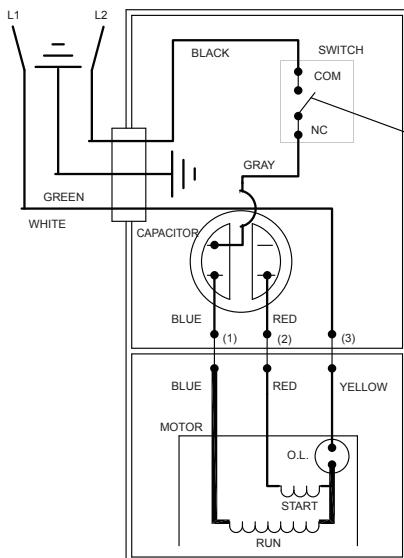 L1
L2
BLACK
SWITCH
COM
NC
GRAY
GREEN
WHITE
CAPACITOR
BLUE
RED
(1)
(2)
(3)
BLUE
RED
YELLOW
MOTOR
O.L.
START
RUN